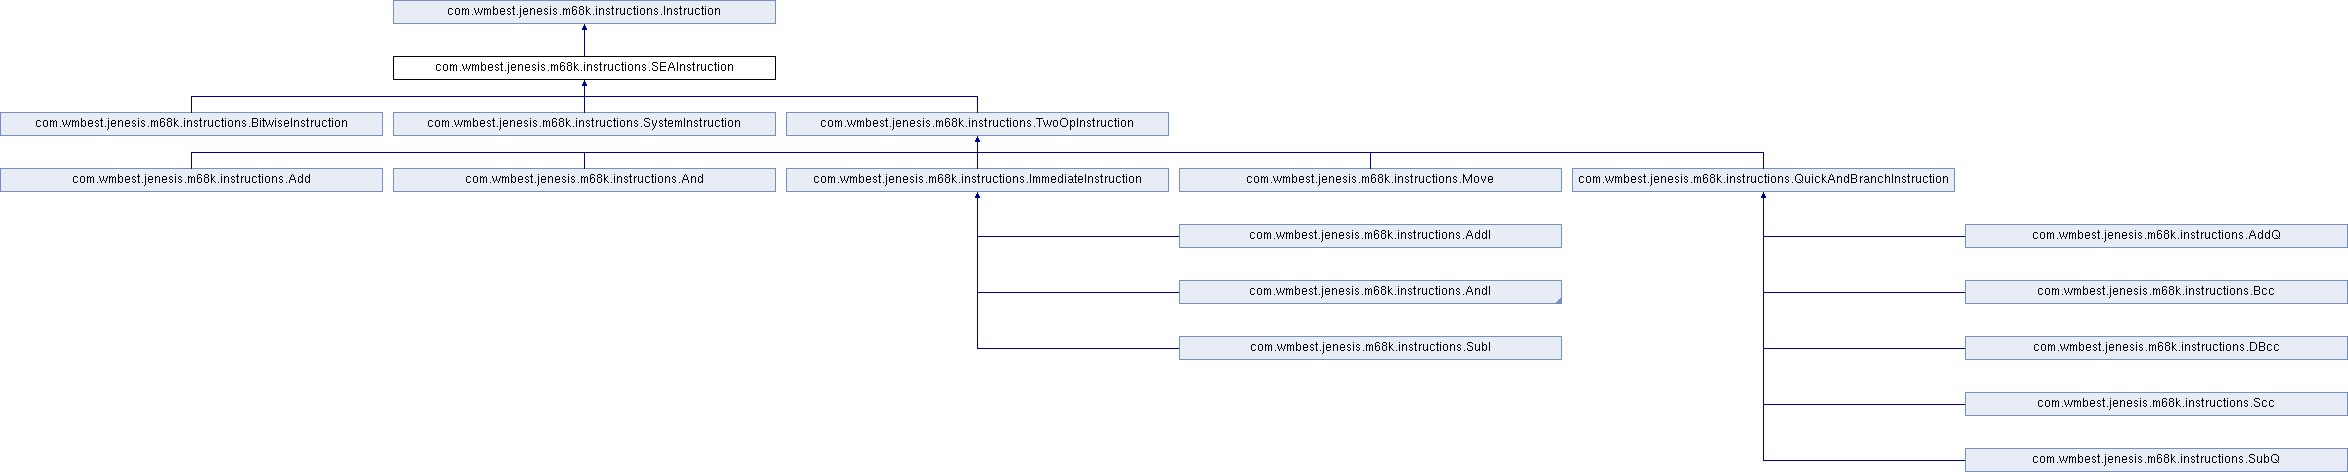 com.wmbest.jenesis.m68k.instructions.Instruction
com.wmbest.jenesis.m68k.instructions.SEAInstruction
com.wmbest.jenesis.m68k.instructions.BitwiseInstruction
com.wmbest.jenesis.m68k.instructions.SystemInstruction
com.wmbest.jenesis.m68k.instructions.TwoOpInstruction
com.wmbest.jenesis.m68k.instructions.Add
com.wmbest.jenesis.m68k.instructions.And
com.wmbest.jenesis.m68k.instructions.ImmediateInstruction
com.wmbest.jenesis.m68k.instructions.Move
com.wmbest.jenesis.m68k.instructions.QuickAndBranchInstruction
com.wmbest.jenesis.m68k.instructions.AddI
com.wmbest.jenesis.m68k.instructions.AddQ
com.wmbest.jenesis.m68k.instructions.AndI
com.wmbest.jenesis.m68k.instructions.Bcc
com.wmbest.jenesis.m68k.instructions.SubI
com.wmbest.jenesis.m68k.instructions.DBcc
com.wmbest.jenesis.m68k.instructions.Scc
com.wmbest.jenesis.m68k.instructions.SubQ